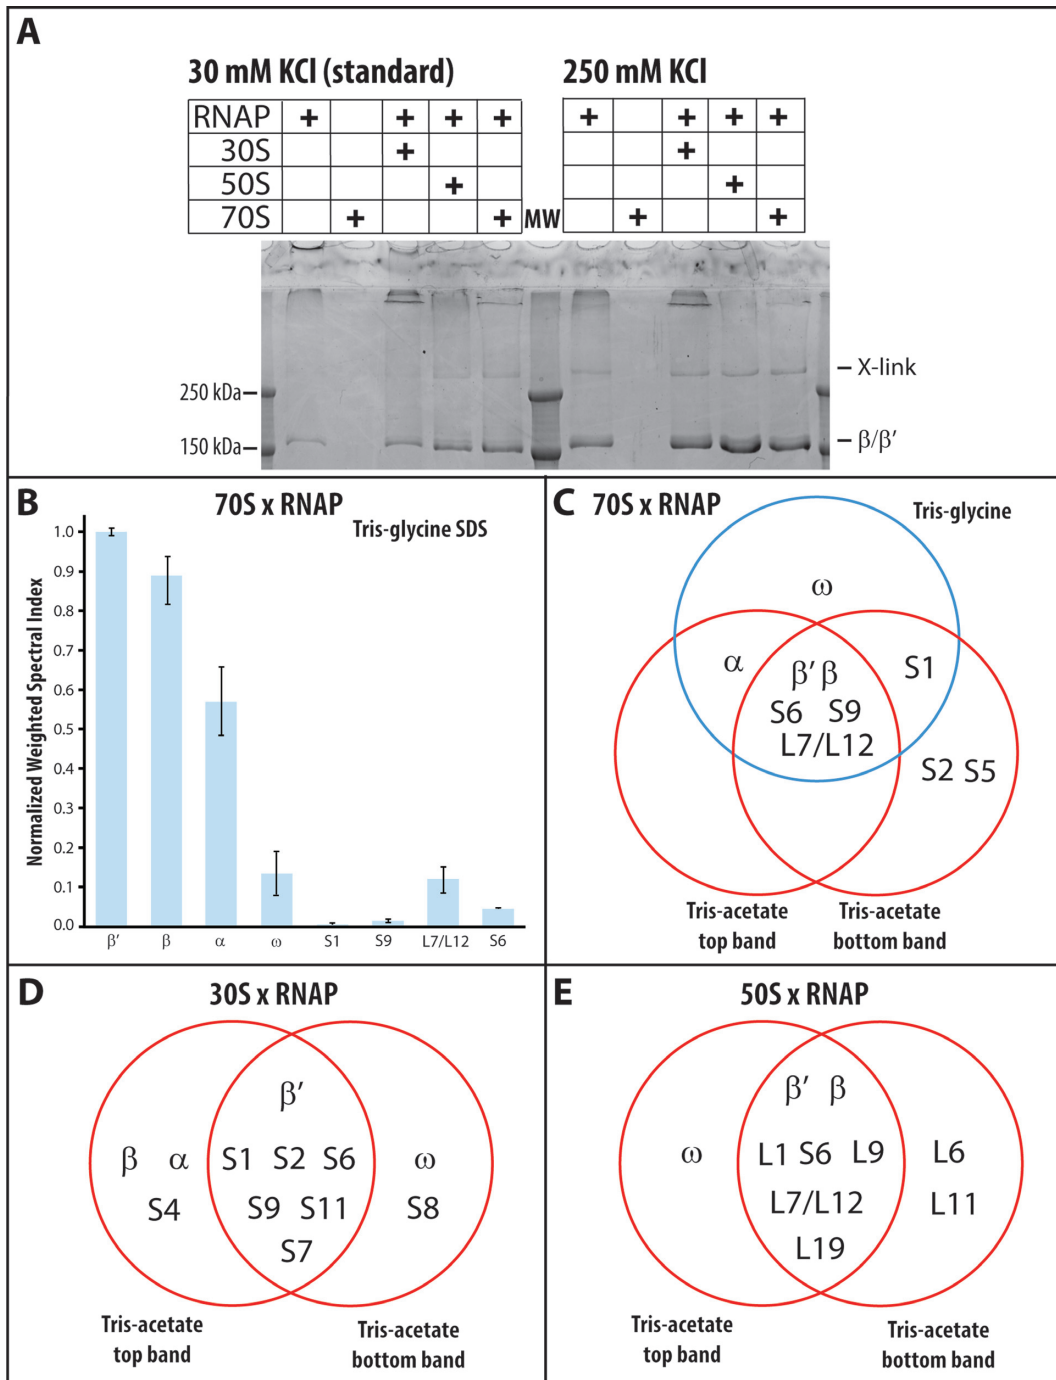 A
30 mM KCl (standard)
250 mM KCl
RNAP + + + + + + + +
30S + +
50S + +
70S + + MW + +
X-link
250 kDa
150 kDa
β/β′
B
70S x RNAP
Tris-glycine SDS
Normalized Weighted Spectral Index
1.0
0.9
0.8
0.7
0.6
0.5
0.4
0.3
0.2
0.1
0.0
β′ β α ω S1 S9 L7/L12 S6
C
70S x RNAP
Tris-glycine
ω
α
β′ β
S1
S6 S9
L7/L12
S2 S5
Tris-acetate
top band
Tris-acetate
bottom band
D
30S x RNAP
β′
β α S1 S2 S6 ω
S4 S9 S11 S8
S7
Tris-acetate
top band
Tris-acetate
bottom band
E
50S x RNAP
β′ β
ω L1 S6 L9 L6
L7/L12 L11
L19
Tris-acetate
top band
Tris-acetate
bottom band